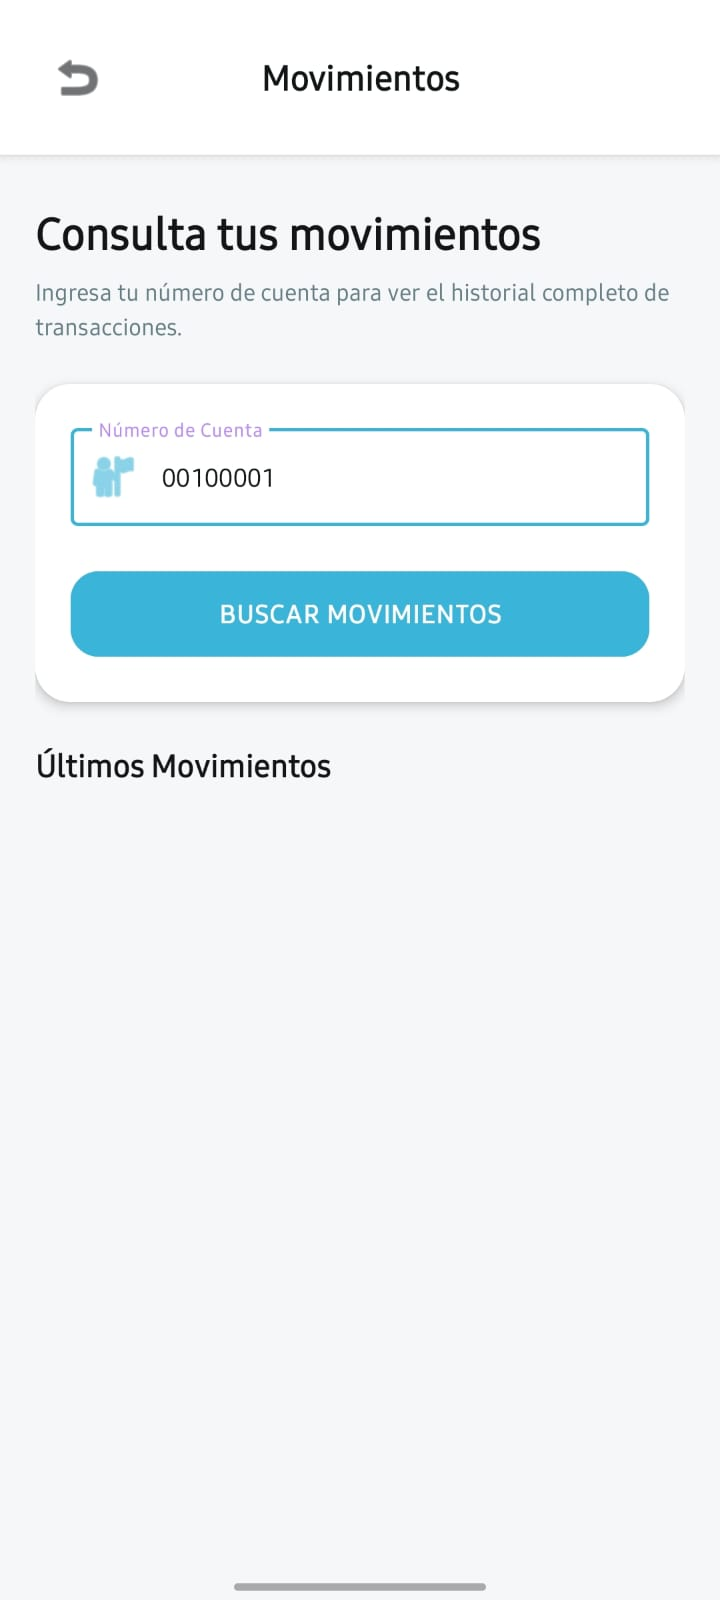 Movimientos
Consulta tus movimientos
Ingresa tu número de cuenta para ver el historial completo de
transacciones.
Número de Cuenta
00100001
BUSCAR MOVIMIENTOS
Últimos Movimientos